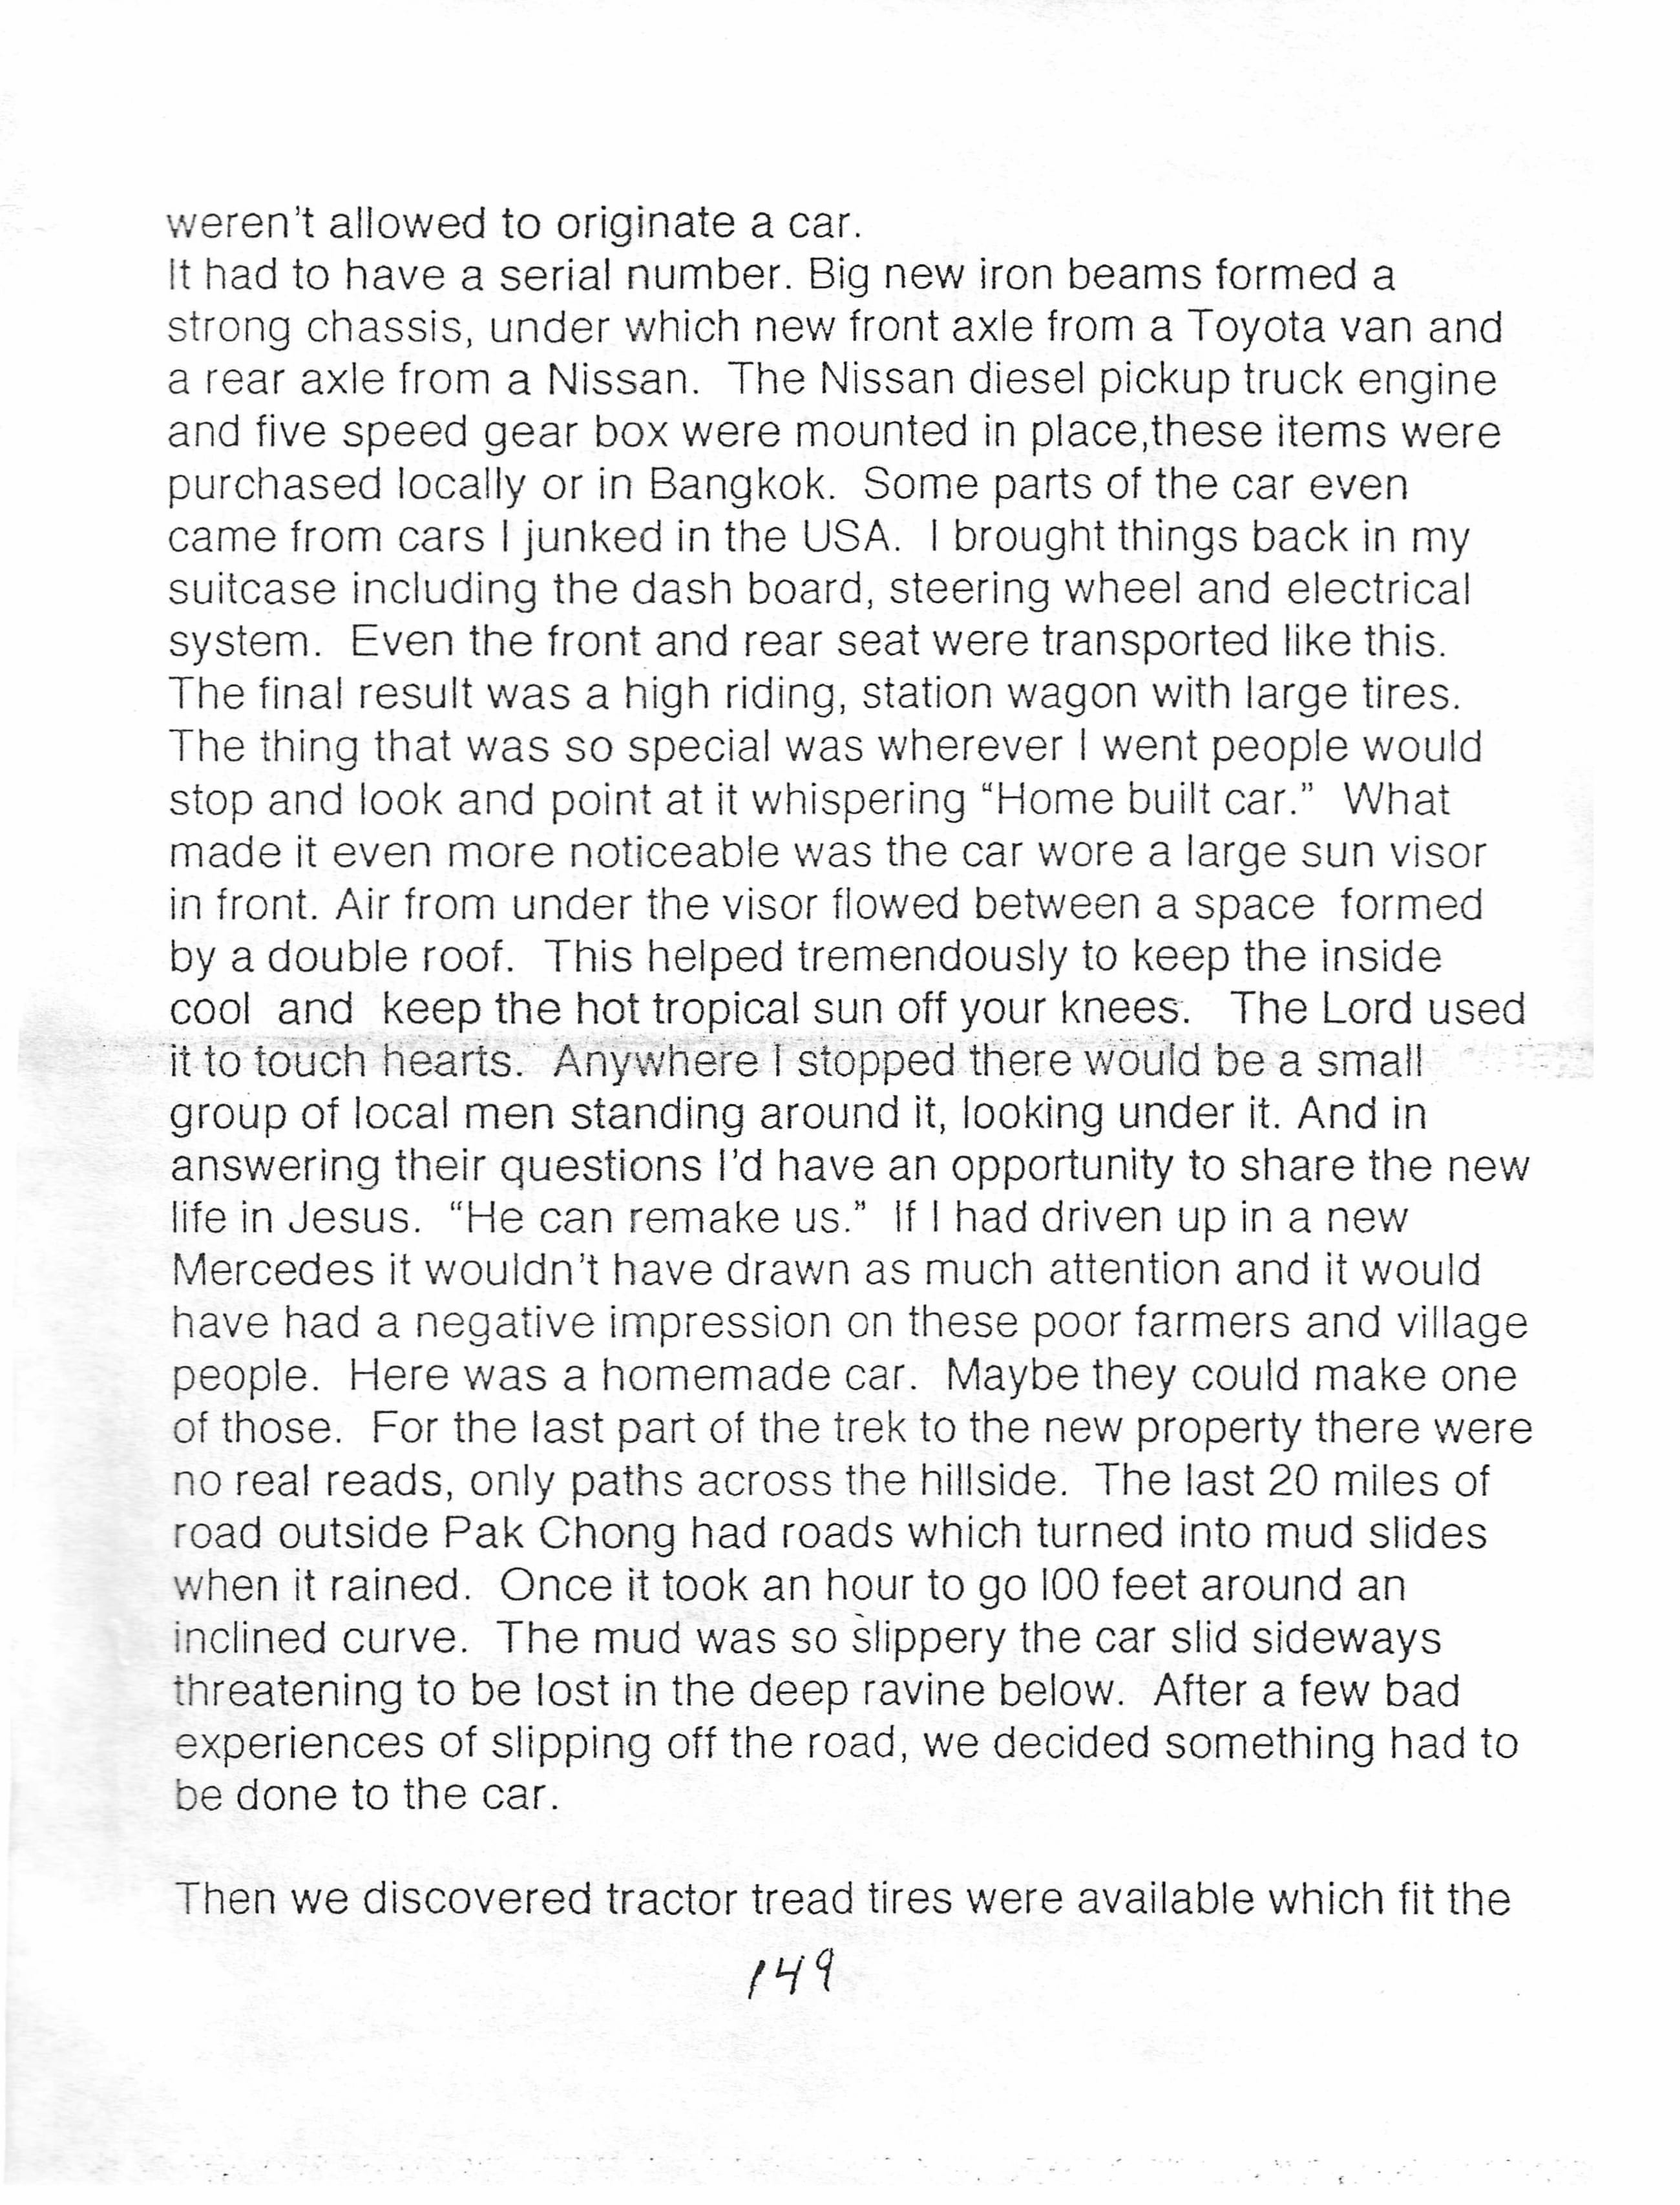 weren't allowed to originate a car.
It had to have a serial number. Big new iron beams formed a
strong chassis, under which new front axle from a Toyota van and
a rear axle from a Nissan.  The Nissan diesel pickup truck engine
and five speed gear box were mounted in place,these items were
purchased locally or in Bangkok.  Some parts of the car even
came from cars I junked in the USA.  I brought things back in my
suitcase including the dash board, steering wheel and electrical
system.  Even the front and rear seat were transported like this.
The final result was a high riding, station wagon with large tires.
The thing that was so special was wherever I went people would
stop and look and point at it whispering “Home built car.”  What
made it even more noticeable was the car wore a large sun visor
in front. Air from under the visor flowed between a space  formed
by a double roof.  This helped tremendously to keep the inside
cool  and  keep the hot tropical sun off your knees.  The Lord used
it to touch hearts.  Anywhere I stopped there would be a small
group of local men standing around it, looking under it. And in
answering their questions I'd have an opportunity to share the new
life in Jesus.  “He can remake us.”  If I had driven up in a new
Mercedes it wouldn't have drawn as much attention and it would
have had a negative impression on these poor farmers and village
people.  Here was a homemade car.  Maybe they could make one
of those.  For the last part of the trek to the new property there were
no real reads, only paths across the hillside.  The last 20 miles of
road outside Pak Chong had roads which turned into mud slides
when it rained.  Once it took an hour to go l00 feet around an
inclined curve.  The mud was so slippery the car slid sideways
threatening to be lost in the deep ravine below.  After a few bad
experiences of slipping off the road, we decided something had to
be done to the car.
Then we discovered tractor tread tires were available which fit the
149